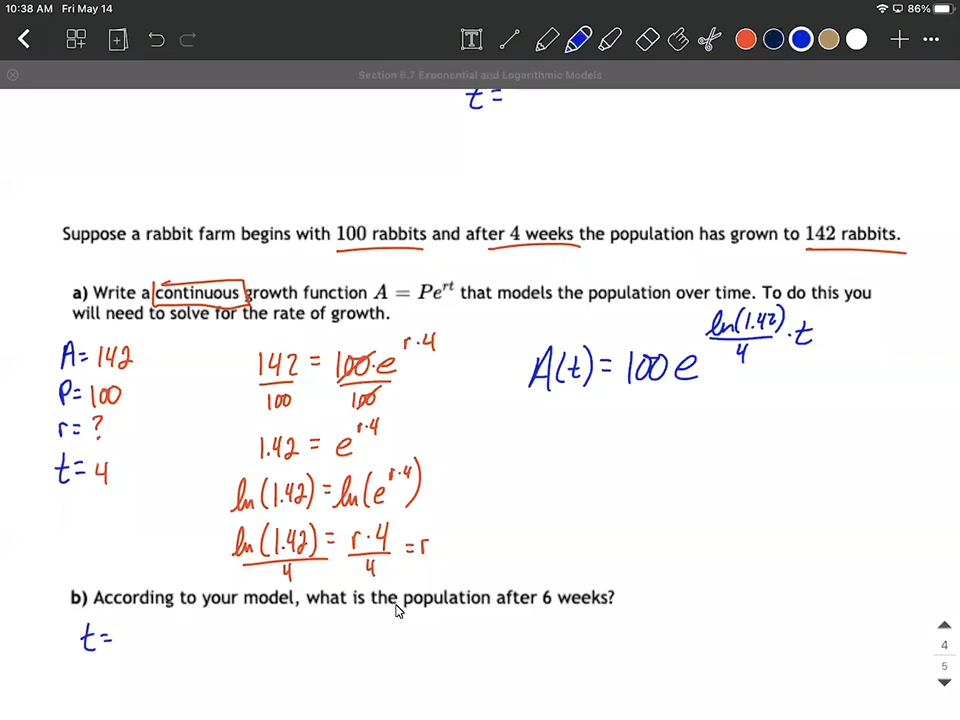 10:38 AM Fri May 14 86%
Section 6.7 Exponential and Logarithmic Models
t =
Suppose a rabbit farm begins with 100 rabbits and after 4 weeks the population has grown to 142 rabbits.
a) Write a continuous growth function A = Pe^{rt} that models the population over time. To do this you
will need to solve for the rate of growth.
A = 142
P = 100
r = ?
t = 4
142 = 100·e^{r·4}
100 100
1.42 = e^{r·4}
ln(1.42) = ln(e^{r·4})
ln(1.42) = r·4 = r
4 4
A(t) = 100e^{ln(1.42)/4 · t}
b) According to your model, what is the population after 6 weeks?
t =
4
5